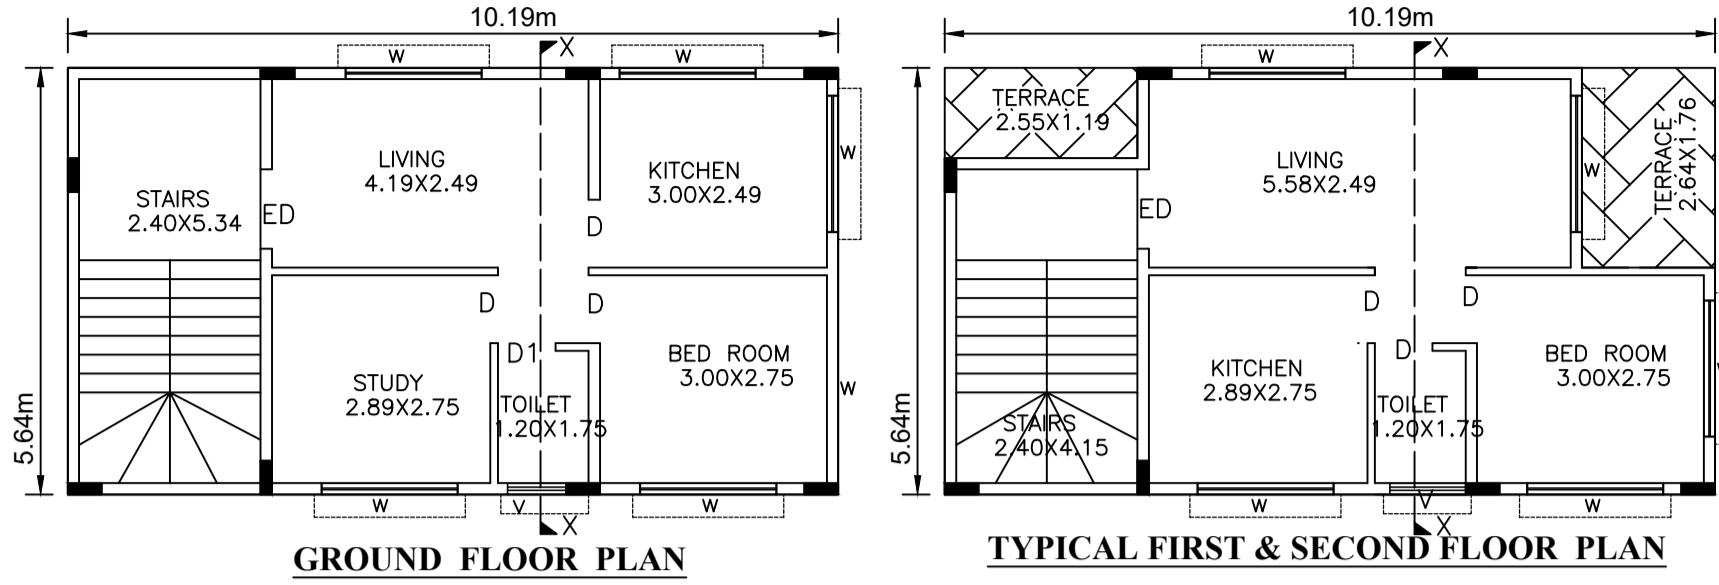 10.19m
W
X
W
LIVING
4.19X2.49
KITCHEN
3.00X2.49
W
STAIRS
2.40X5.34
ED
D
D
D
D1
BED ROOM
3.00X2.75
W
STUDY
2.89X2.75
TOILET
1.20X1.75
5.64m
W
V
W
X
GROUND FLOOR PLAN
10.19m
W
X
TERRACE
2.55X1.19
LIVING
5.58X2.49
W
TERRACE
2.64X1.76
ED
D
D
D
KITCHEN
2.89X2.75
BED ROOM
3.00X2.75
TOILET
1.20X1.75
STAIRS
2.40X4.15
5.64m
W
V
W
X
TYPICAL FIRST & SECOND FLOOR PLAN